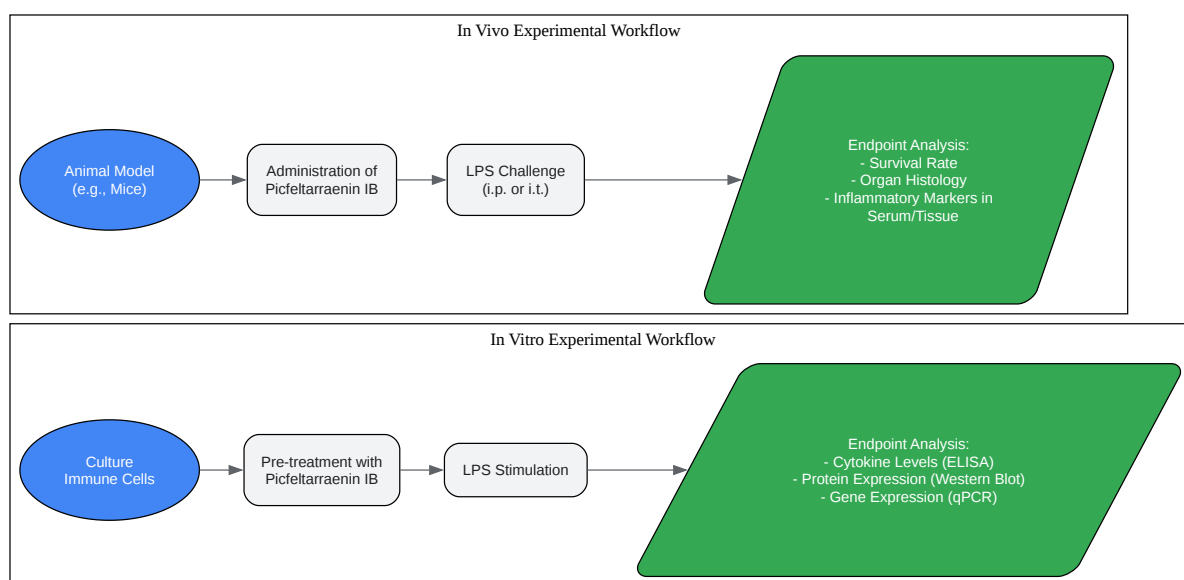 In Vivo Experimental Workflow
Animal Model
(e.g., Mice)
Administration of
Picfeltarraenin IB
LPS Challenge
(i.p. or i.t.)
Endpoint Analysis:
- Survival Rate
- Organ Histology
- Inflammatory Markers in
Serum/Tissue
In Vitro Experimental Workflow
Culture
Immune Cells
Pre-treatment with
Picfeltarraenin IB
LPS Stimulation
Endpoint Analysis:
- Cytokine Levels (ELISA)
- Protein Expression (Western Blot)
- Gene Expression (qPCR)